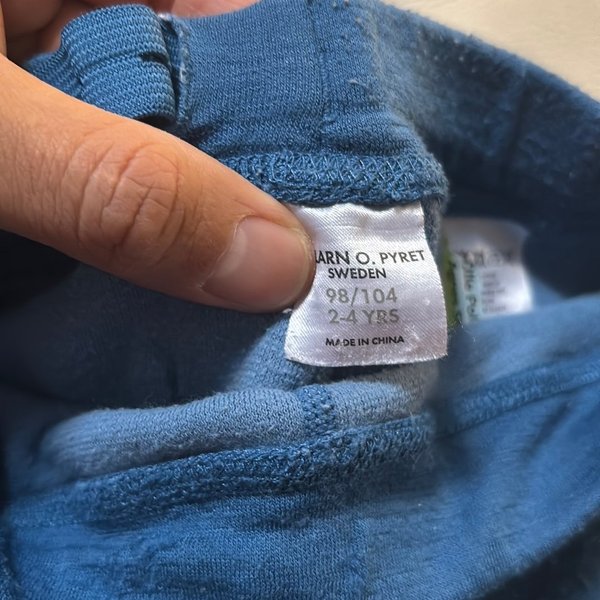 ARN O. PYRET
SWEDEN
98/104
2-4 YRS
MADE IN CHINA